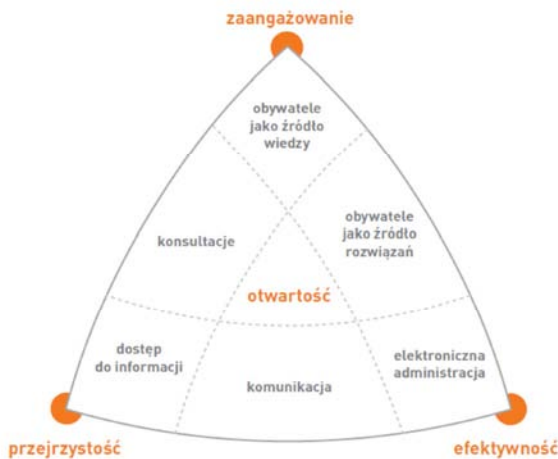 zaangażowanie
obywatele
jako źródło
wiedzy
konsultacje
obywatele
jako źródło
rozwiązań
otwartość
dostęp
do informacji
komunikacja
elektroniczna
administracja
przejrzystość
efektywność